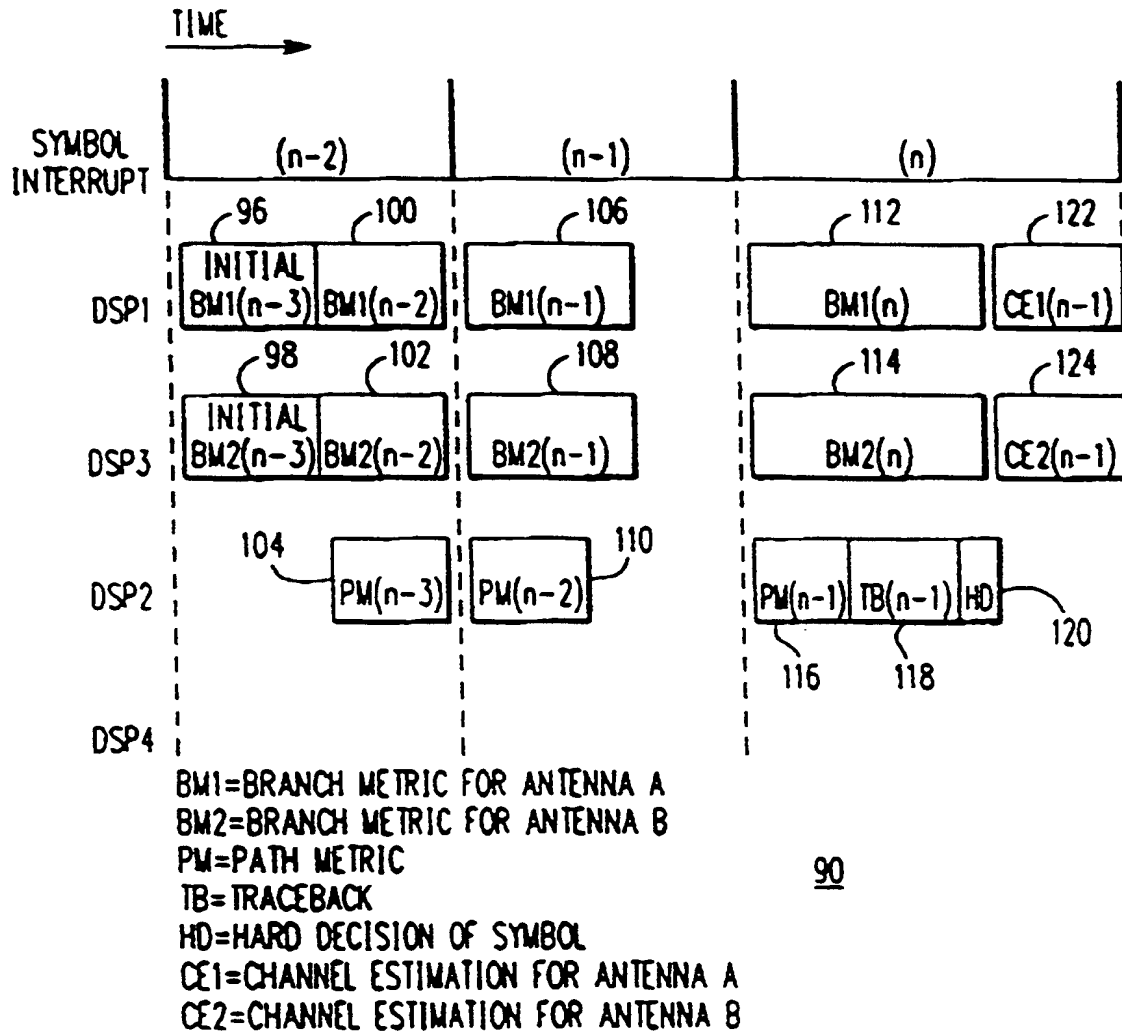 TIME
SYMBOL
INTERRUPT
(n-2) (n-1) (n)
96 100 106 112 122
DSP1
INITIAL
BM1(n-3) BM1(n-2) BM1(n-1) BM1(n) CE1(n-1)
98 102 108 114 124
DSP3
INITIAL
BM2(n-3) BM2(n-2) BM2(n-1) BM2(n) CE2(n-1)
104 110
DSP2
PM(n-3) PM(n-2) PM(n-1) TB(n-1) HD
120
116 118
DSP4
BM1=BRANCH METRIC FOR ANTENNA A
BM2=BRANCH METRIC FOR ANTENNA B
PM=PATH METRIC
90
TB=TRACEBACK
HD=HARD DECISION OF SYMBOL
CE1=CHANNEL ESTIMATION FOR ANTENNA A
CE2=CHANNEL ESTIMATION FOR ANTENNA B